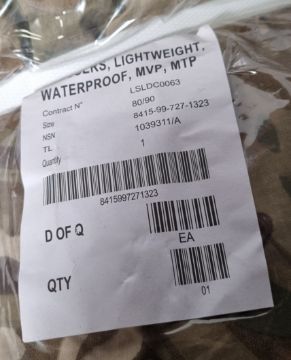 TROUSERS, LIGHTWEIGHT,
WATERPROOF, MVP, MTP
Contract N° LSLDC0063
Size 80/90
NSN 8415-99-727-1323
TL 1039311/A
Quantity 1
8415997271323
D OF Q
EA
QTY
01